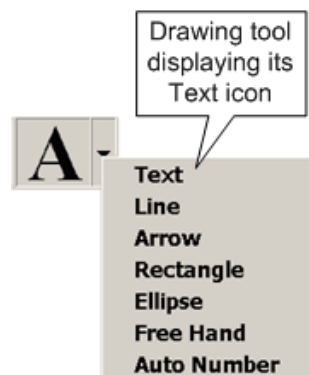 Drawing tool
displaying its
Text icon
A
Text
Line
Arrow
Rectangle
Ellipse
Free Hand
Auto Number